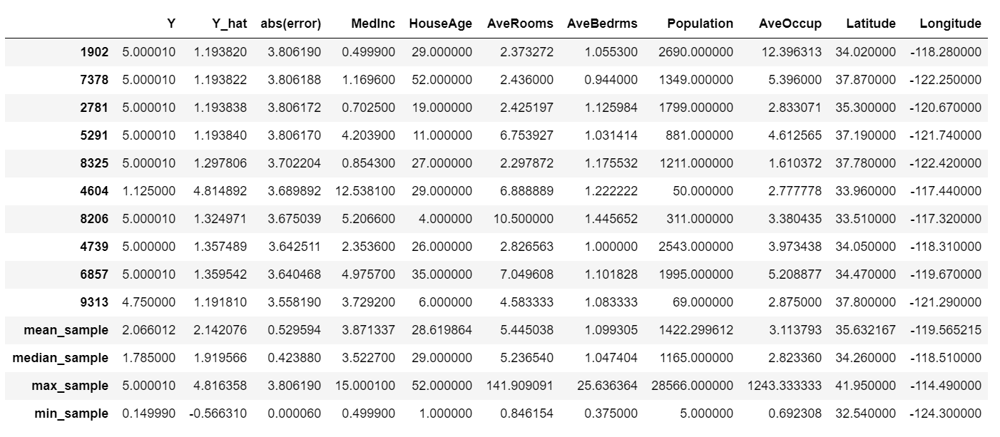 Y Y_hat abs(error) MedInc HouseAge AveRooms AveBedrms Population AveOccup Latitude Longitude
1902 5.000010 1.193820 3.806190 0.499900 29.000000 2.373272 1.055300 2690.000000 12.396313 34.020000 -118.280000
7378 5.000010 1.193822 3.806188 1.169600 52.000000 2.436000 0.944000 1349.000000 5.396000 37.870000 -122.250000
2781 5.000010 1.193838 3.806172 0.702500 19.000000 2.425197 1.125984 1799.000000 2.833071 35.300000 -120.670000
5291 5.000010 1.193840 3.806170 4.203900 11.000000 6.753927 1.031414 881.000000 4.612565 37.190000 -121.740000
8325 5.000010 1.297806 3.702204 0.854300 27.000000 2.297872 1.175532 1211.000000 1.610372 37.780000 -122.420000
4604 1.125000 4.814892 3.689892 12.538100 29.000000 6.888889 1.222222 50.000000 2.777778 33.960000 -117.440000
8206 5.000010 1.324971 3.675039 5.206600 4.000000 10.500000 1.445652 311.000000 3.380435 33.510000 -117.320000
4739 5.000000 1.357489 3.642511 2.353600 26.000000 2.826563 1.000000 2543.000000 3.973438 34.050000 -118.310000
6857 5.000010 1.359542 3.640468 4.975700 35.000000 7.049608 1.101828 1995.000000 5.208877 34.470000 -119.670000
9313 4.750000 1.191810 3.558190 3.729200 6.000000 4.583333 1.083333 69.000000 2.875000 37.800000 -121.290000
mean_sample 2.066012 2.142076 0.529594 3.871337 28.619864 5.445038 1.099305 1422.299612 3.113793 35.632167 -119.565215
median_sample 1.785000 1.919566 0.423880 3.522700 29.000000 5.236540 1.047404 1165.000000 2.823360 34.260000 -118.510000
max_sample 5.000010 4.816358 3.806190 15.000100 52.000000 141.909091 25.636364 28566.000000 1243.333333 41.950000 -114.490000
min_sample 0.149990 -0.566310 0.000060 0.499900 1.000000 0.846154 0.375000 5.000000 0.692308 32.540000 -124.300000